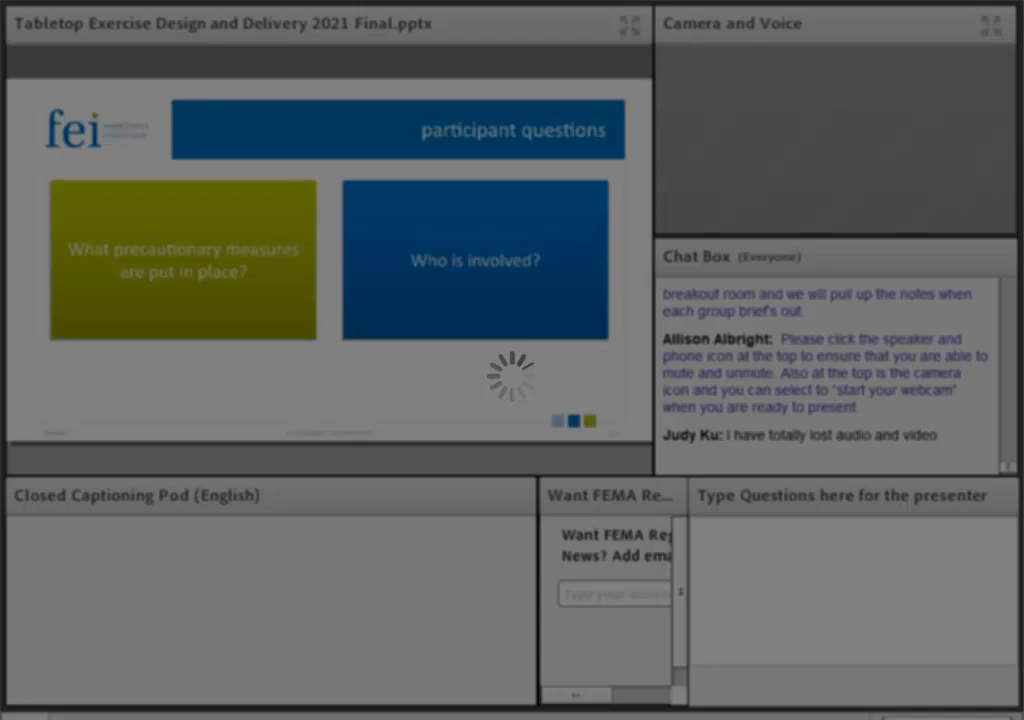 Tabletop Exercise Design and Delivery 2021 Final.pptx
Camera and Voice
fei
participant questions
What precautionary measures
are put in place?
Who is involved?
Chat Box (Everyone)
breakout room and we will pull up the notes when
each group brief's out.
Allison Albright: Please click the speaker and
phone icon at the top to ensure that you are able to
mute and unmute. Also at the top is the camera
icon and you can select to "start your webcam"
when you are ready to present.
Judy Ku: I have totally lost audio and video
Closed Captioning Pod (English)
Want FEMA Re...
Type Questions here for the presenter
Want FEMA Reg
News? Add ema
Type your answe